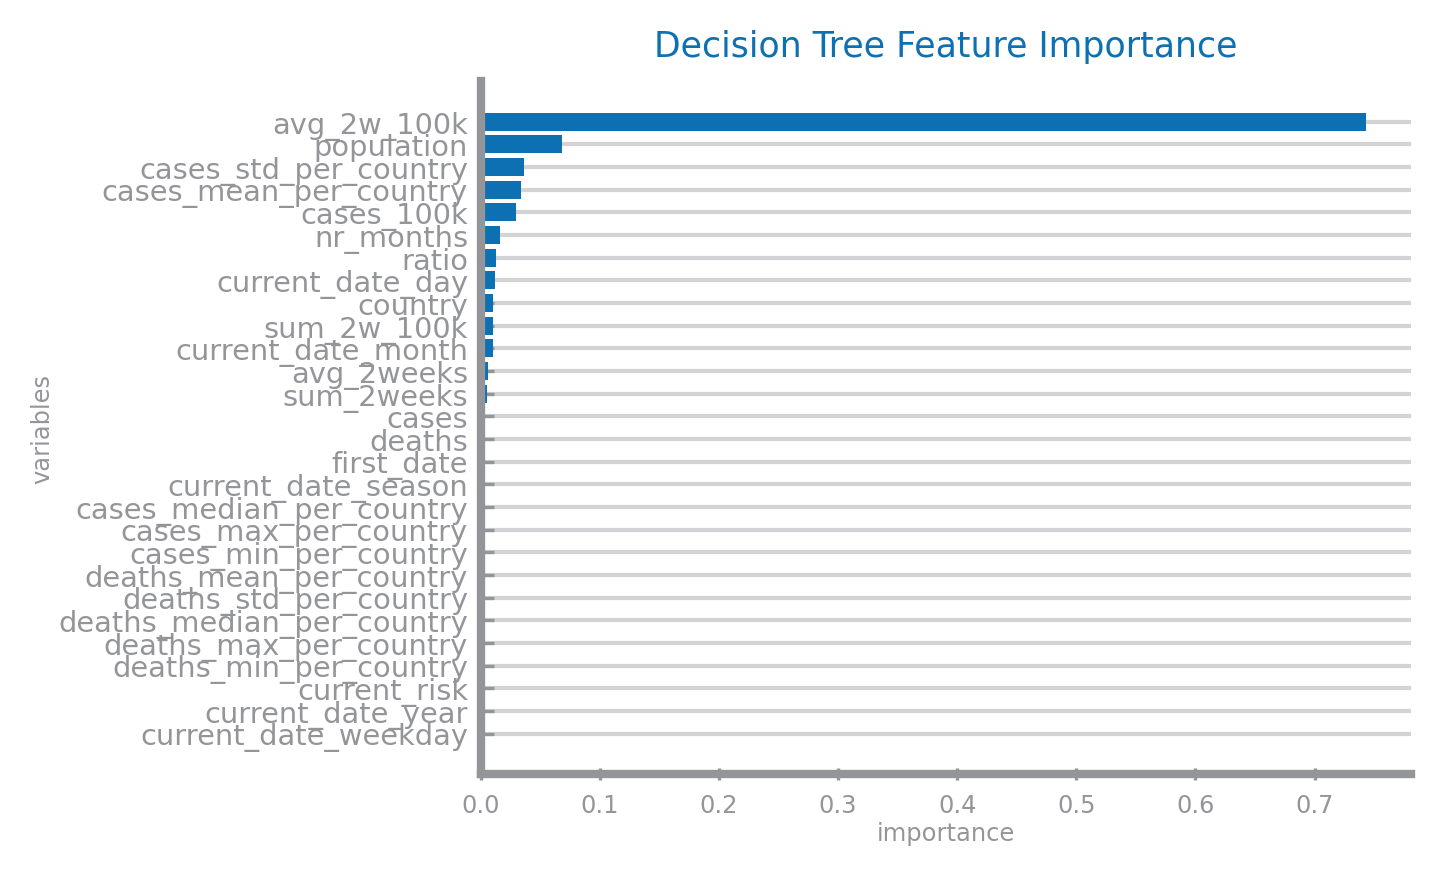 Decision Tree Feature Importance
avg_2w_100k
population
cases_std_per_country
cases_mean_per_country
cases_100k
nr_months
ratio
current_date_day
country
sum_2w_100k
current_date_month
avg_2weeks
sum_2weeks
cases
deaths
first_date
current_date_season
cases_median_per_country
cases_max_per_country
cases_min_per_country
deaths_mean_per_country
deaths_std_per_country
deaths_median_per_country
deaths_max_per_country
deaths_min_per_country
current_risk
current_date_year
current_date_weekday
variables
0.0 0.1 0.2 0.3 0.4 0.5 0.6 0.7
importance